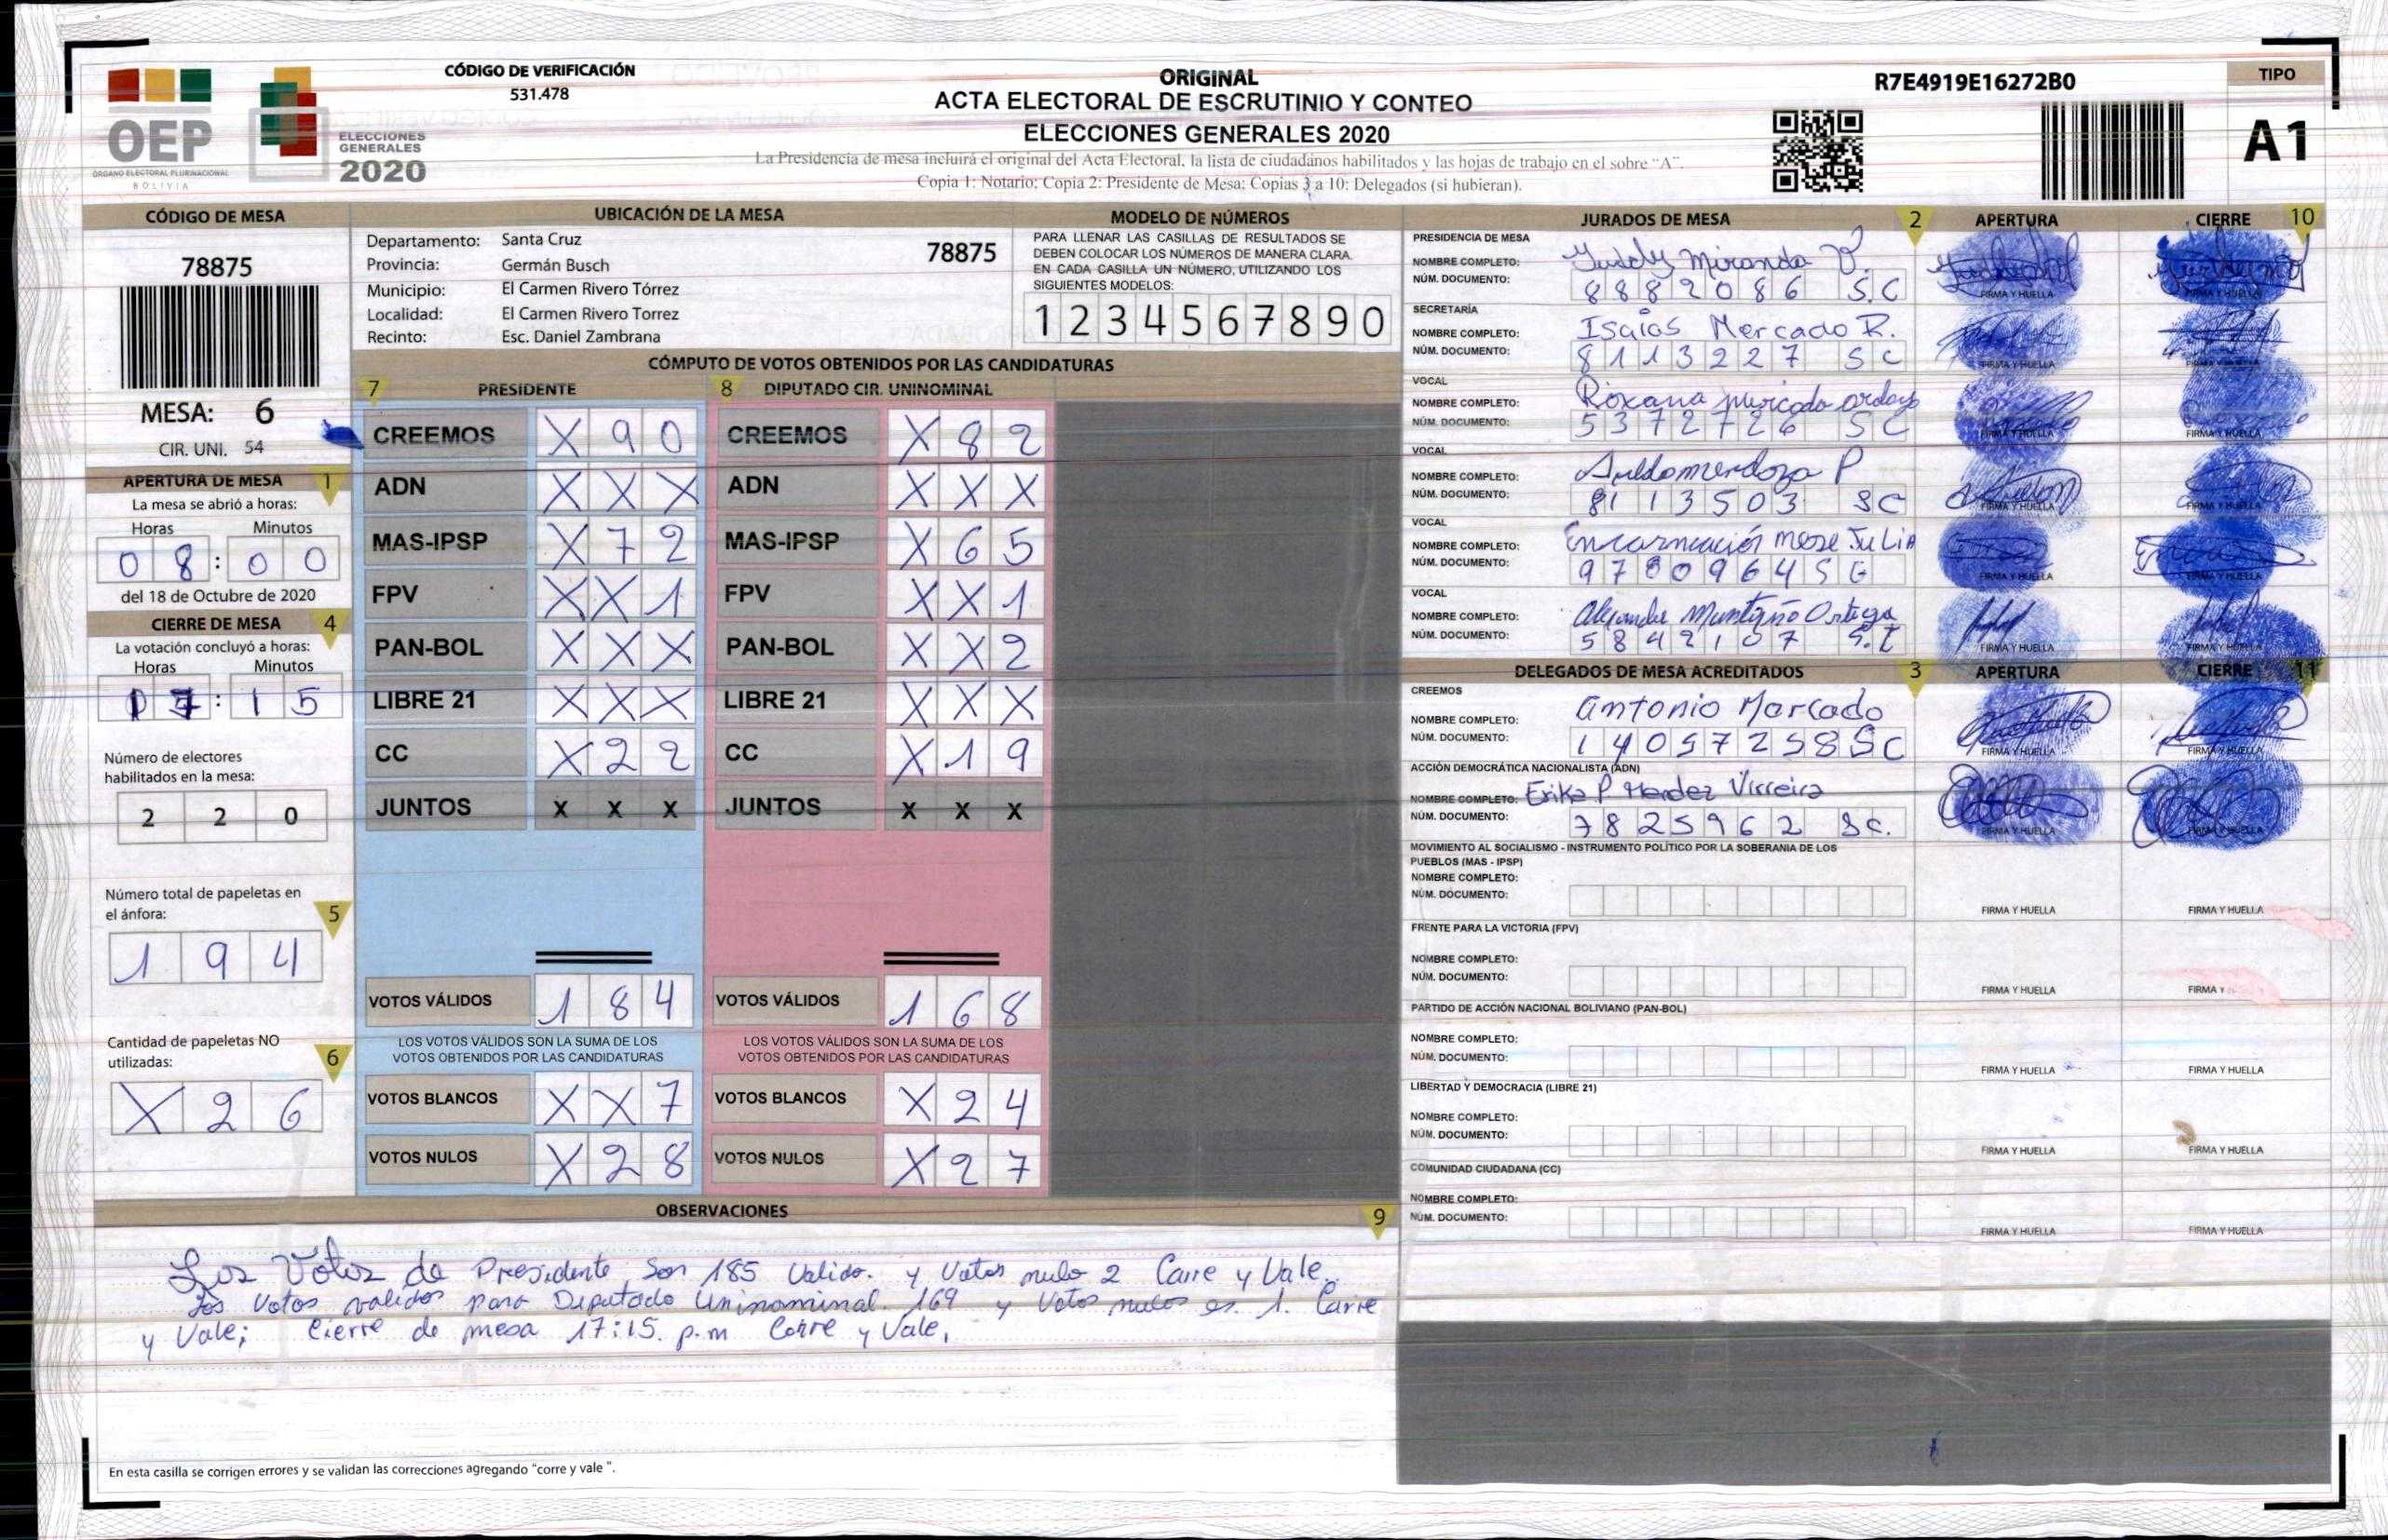 CÓDIGO DE VERIFICACIÓN
531.478
ORIGINAL
ACTA ELECTORAL DE ESCRUTINIO Y CONTEO
ELECCIONES GENERALES 2020
La Presidencia de mesa incluirá el original del Acta Electoral, la lista de ciudadanos habilitados y las hojas de trabajo en el sobre "A".
Copia 1: Notario; Copia 2: Presidente de Mesa; Copias 3 a 10: Delegados (si hubieran).
R7E4919E16272B0
TIPO
A1
OEP
ÓRGANO ELECTORAL PLURINACIONAL
BOLIVIA
ELECCIONES
GENERALES
2020
CÓDIGO DE MESA
78875
MESA: 6
CIR. UNI. 54
APERTURA DE MESA 1
La mesa se abrió a horas:
Horas Minutos
0 8 : 0 0
del 18 de Octubre de 2020
CIERRE DE MESA 4
La votación concluyó a horas:
Horas Minutos
1 7 : 1 5
Número de electores
habilitados en la mesa:
2 2 0
Número total de papeletas en
el ánfora: 5
1 9 4
Cantidad de papeletas NO
utilizadas: 6
X 2 6
UBICACIÓN DE LA MESA
Departamento: Santa Cruz 78875
Provincia: Germán Busch
Municipio: El Carmen Rivero Tórrez
Localidad: El Carmen Rivero Torrez
Recinto: Esc. Daniel Zambrana
MODELO DE NÚMEROS
PARA LLENAR LAS CASILLAS DE RESULTADOS SE
DEBEN COLOCAR LOS NÚMEROS DE MANERA CLARA.
EN CADA CASILLA UN NÚMERO, UTILIZANDO LOS
SIGUIENTES MODELOS:
1 2 3 4 5 6 7 8 9 0
CÓMPUTO DE VOTOS OBTENIDOS POR LAS CANDIDATURAS
7 PRESIDENTE 8 DIPUTADO CIR. UNINOMINAL
CREEMOS X 9 0 CREEMOS X 8 2
ADN X X X ADN X X X
MAS-IPSP X 7 2 MAS-IPSP X 6 5
FPV X X 1 FPV X X 1
PAN-BOL X X X PAN-BOL X X 2
LIBRE 21 X X X LIBRE 21 X X X
CC X 2 2 CC X 1 9
JUNTOS X X X JUNTOS X X X
VOTOS VÁLIDOS 1 8 4 VOTOS VÁLIDOS 1 6 8
LOS VOTOS VÁLIDOS SON LA SUMA DE LOS LOS VOTOS VÁLIDOS SON LA SUMA DE LOS
VOTOS OBTENIDOS POR LAS CANDIDATURAS VOTOS OBTENIDOS POR LAS CANDIDATURAS
VOTOS BLANCOS X X 7 VOTOS BLANCOS X 2 4
VOTOS NULOS X 2 8 VOTOS NULOS X 2 7
OBSERVACIONES 9
Los Votos de Presidente Son 185 Valido. y Votos nulo 2 Corre y Vale.
Los Votos validos para Diputado Uninominal. 169 y Votos nulos es. 1. Corre
y Vale; Cierre de mesa 17:15. p.m Corre y Vale,
En esta casilla se corrigen errores y se validan las correcciones agregando "corre y vale ".
JURADOS DE MESA 2 APERTURA CIERRE 10
PRESIDENCIA DE MESA
NOMBRE COMPLETO: Miranda
NÚM. DOCUMENTO: 8 8 8 2 0 8 6 S.C
FIRMA Y HUELLA FIRMA Y HUELLA
SECRETARÍA
NOMBRE COMPLETO: Isaias Mercado R.
NÚM. DOCUMENTO: 8 1 1 3 2 2 7 S C
FIRMA Y HUELLA
VOCAL
NOMBRE COMPLETO: Roxana
NÚM. DOCUMENTO: 5 3 7 2 7 2 6 S C
FIRMA Y HUELLA FIRMA Y HUELLA
VOCAL
NOMBRE COMPLETO: mendoza P
NÚM. DOCUMENTO: 8 1 1 3 5 0 3 S C
FIRMA Y HUELLA FIRMA Y HUELLA
VOCAL
NOMBRE COMPLETO: Encarnación JuLiA
NÚM. DOCUMENTO: 9 7 8 0 9 6 4 S C
FIRMA Y HUELLA FIRMA Y HUELLA
VOCAL
NOMBRE COMPLETO: Ortega
NÚM. DOCUMENTO: 5 8 4 2 1 0 7
FIRMA Y HUELLA FIRMA Y HUELLA
DELEGADOS DE MESA ACREDITADOS 3 APERTURA CIERRE 11
CREEMOS
NOMBRE COMPLETO: Antonio Mercado
NÚM. DOCUMENTO: 1 4 0 5 7 2 5 8 S C
FIRMA Y HUELLA FIRMA Y HUELLA
ACCIÓN DEMOCRÁTICA NACIONALISTA (ADN)
NOMBRE COMPLETO: Erika P Mendez Virreira
NÚM. DOCUMENTO: 7 8 2 5 9 6 2 S c.
FIRMA Y HUELLA FIRMA Y HUELLA
MOVIMIENTO AL SOCIALISMO - INSTRUMENTO POLÍTICO POR LA SOBERANIA DE LOS
PUEBLOS (MAS - IPSP)
NOMBRE COMPLETO:
NÚM. DOCUMENTO:
FIRMA Y HUELLA FIRMA Y HUELLA
FRENTE PARA LA VICTORIA (FPV)
NOMBRE COMPLETO:
NÚM. DOCUMENTO:
FIRMA Y HUELLA FIRMA Y
PARTIDO DE ACCIÓN NACIONAL BOLIVIANO (PAN-BOL)
NOMBRE COMPLETO:
NÚM. DOCUMENTO:
FIRMA Y HUELLA FIRMA Y HUELLA
LIBERTAD Y DEMOCRACIA (LIBRE 21)
NOMBRE COMPLETO:
NÚM. DOCUMENTO:
FIRMA Y HUELLA FIRMA Y HUELLA
COMUNIDAD CIUDADANA (CC)
NOMBRE COMPLETO:
NÚM. DOCUMENTO:
FIRMA Y HUELLA FIRMA Y HUELLA